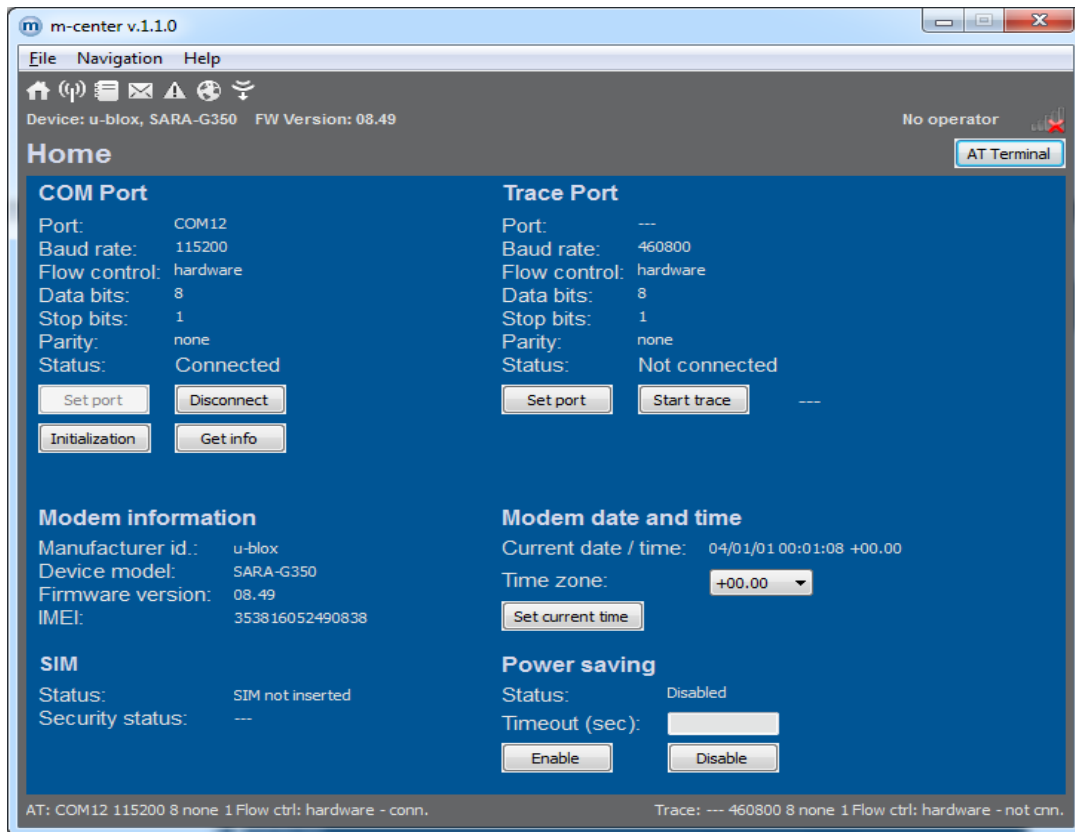 m-center v.1.1.0
File Navigation Help
Device: u-blox, SARA-G350 FW Version: 08.49
No operator
Home
AT Terminal
COM Port
Port: COM12
Baud rate: 115200
Flow control: hardware
Data bits: 8
Stop bits: 1
Parity: none
Status: Connected
Set port Disconnect
Initialization Get info
Trace Port
Port: ---
Baud rate: 460800
Flow control: hardware
Data bits: 8
Stop bits: 1
Parity: none
Status: Not connected
Set port Start trace ---
Modem information
Manufacturer id.: u-blox
Device model: SARA-G350
Firmware version: 08.49
IMEI: 353816052490838
Modem date and time
Current date / time: 04/01/01 00:01:08 +00.00
Time zone: +00.00
Set current time
SIM
Status: SIM not inserted
Security status: ---
Power saving
Status: Disabled
Timeout (sec):
Enable Disable
AT: COM12 115200 8 none 1 Flow ctrl: hardware - conn.
Trace: --- 460800 8 none 1 Flow ctrl: hardware - not cnn.